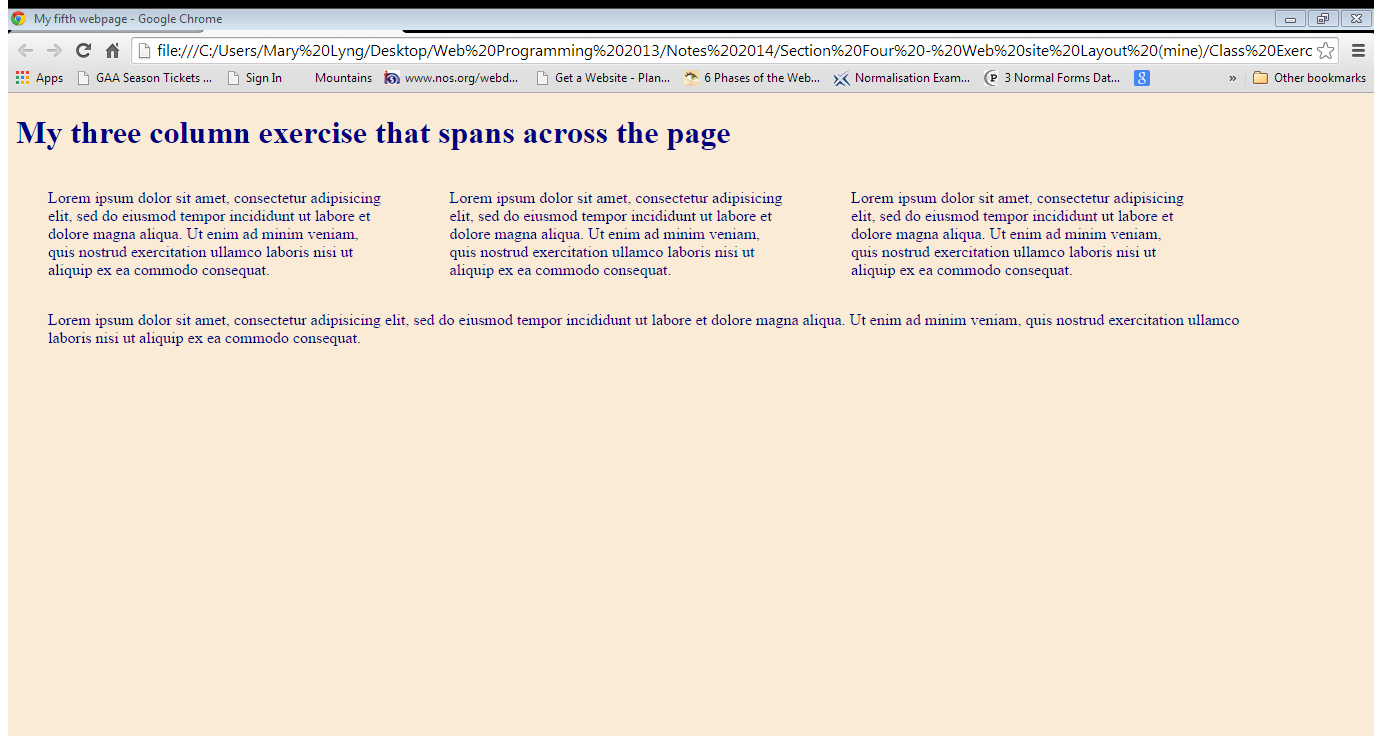 My fifth webpage - Google Chrome
file:///C:/Users/Mary%20Lyng/Desktop/Web%20Programming%202013/Notes%202014/Section%20Four%20-%20Web%20site%20Layout%20(mine)/Class%20Exerc
Apps GAA Season Tickets ... Sign In Mountains www.nos.org/webd... Get a Website - Plan... 6 Phases of the Web... Normalisation Exam... P 3 Normal Forms Dat... 8 » Other bookmarks
My three column exercise that spans across the page
Lorem ipsum dolor sit amet, consectetur adipisicing
elit, sed do eiusmod tempor incididunt ut labore et
dolore magna aliqua. Ut enim ad minim veniam,
quis nostrud exercitation ullamco laboris nisi ut
aliquip ex ea commodo consequat.
Lorem ipsum dolor sit amet, consectetur adipisicing
elit, sed do eiusmod tempor incididunt ut labore et
dolore magna aliqua. Ut enim ad minim veniam,
quis nostrud exercitation ullamco laboris nisi ut
aliquip ex ea commodo consequat.
Lorem ipsum dolor sit amet, consectetur adipisicing
elit, sed do eiusmod tempor incididunt ut labore et
dolore magna aliqua. Ut enim ad minim veniam,
quis nostrud exercitation ullamco laboris nisi ut
aliquip ex ea commodo consequat.
Lorem ipsum dolor sit amet, consectetur adipisicing elit, sed do eiusmod tempor incididunt ut labore et dolore magna aliqua. Ut enim ad minim veniam, quis nostrud exercitation ullamco
laboris nisi ut aliquip ex ea commodo consequat.